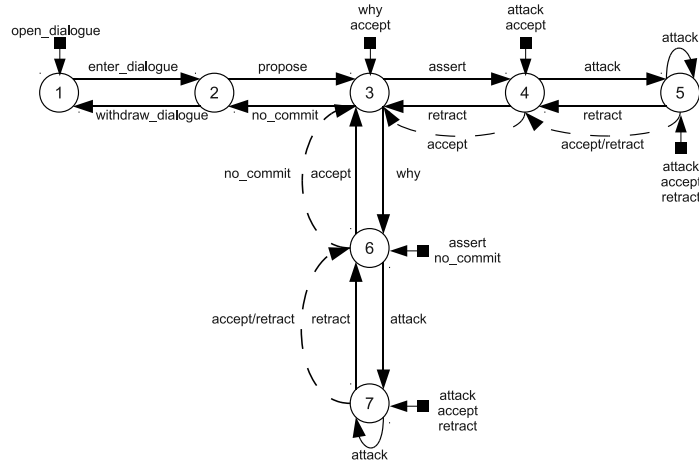 open_dialogue
why
accept
attack
accept
attack
enter_dialogue
propose
assert
attack
1
2
3
4
5
withdraw_dialogue
no_commit
retract
retract
accept
accept/retract
no_commit
accept
why
attack
accept
retract
6
assert
no_commit
accept/retract
retract
attack
7
attack
accept
retract
attack